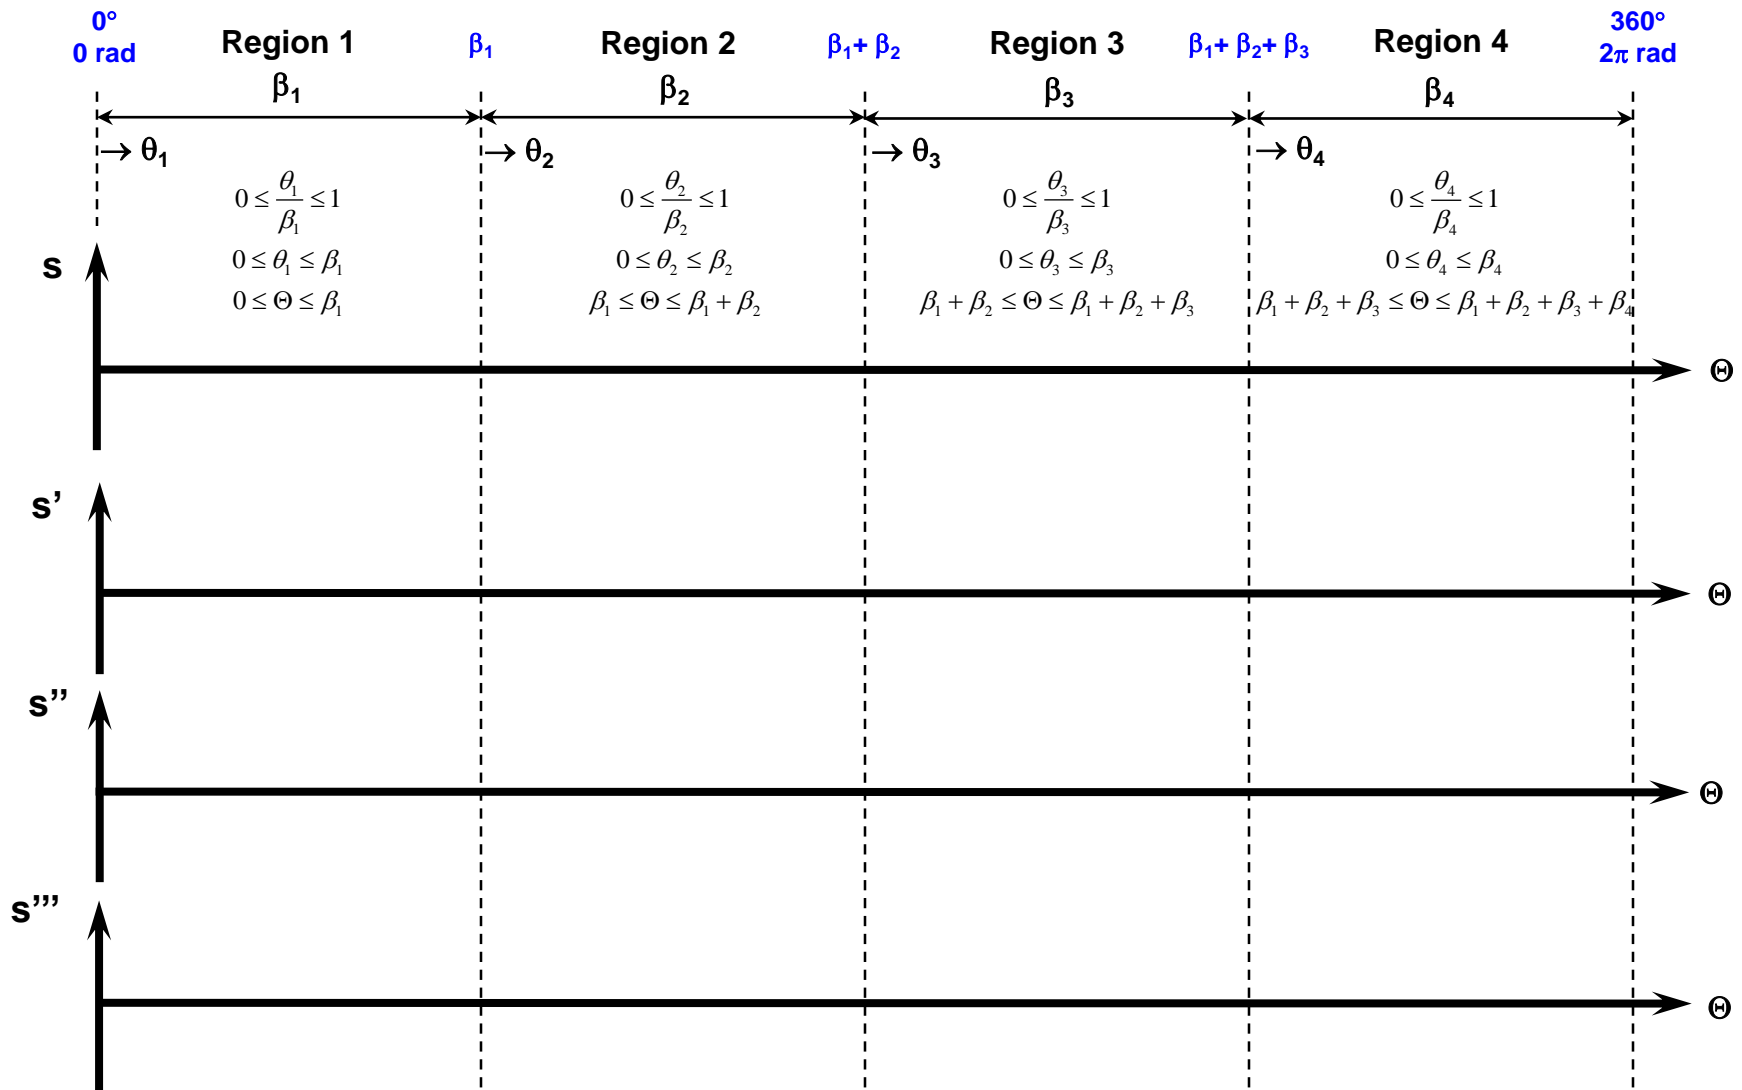 0° Region 1 β₁ Region 2 β₁+ β₂ Region 3 β₁+ β₂+ β₃ Region 4 360°
0 rad 2π rad
β₁ β₂ β₃ β₄
→ θ₁ → θ₂ → θ₃ → θ₄
0 ≤ θ₁/β₁ ≤ 1 0 ≤ θ₂/β₂ ≤ 1 0 ≤ θ₃/β₃ ≤ 1 0 ≤ θ₄/β₄ ≤ 1
s 0 ≤ θ₁ ≤ β₁ 0 ≤ θ₂ ≤ β₂ 0 ≤ θ₃ ≤ β₃ 0 ≤ θ₄ ≤ β₄
0 ≤ Θ ≤ β₁ β₁ ≤ Θ ≤ β₁ + β₂ β₁ + β₂ ≤ Θ ≤ β₁ + β₂ + β₃ β₁ + β₂ + β₃ ≤ Θ ≤ β₁ + β₂ + β₃ + β₄
Θ
s’
Θ
s’’
Θ
s’’’
Θ